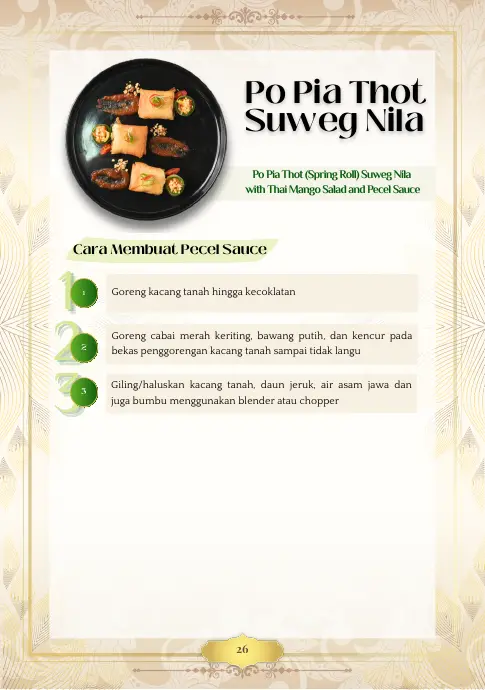 Po Pia Thot
Suweg Nila
Po Pia Thot (Spring Roll) Suweg Nila
with Thai Mango Salad and Pecel Sauce
Cara Membuat Pecel Sauce
1
Goreng kacang tanah hingga kecoklatan
2
Goreng cabai merah keriting, bawang putih, dan kencur pada
bekas penggorengan kacang tanah sampai tidak langu
3
Giling/haluskan kacang tanah, daun jeruk, air asam jawa dan
juga bumbu menggunakan blender atau chopper
26